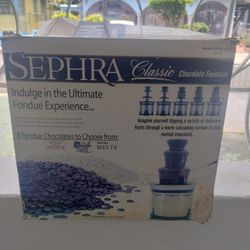 SEPHRA Classic Chocolate Fountain
Indulge in the Ultimate
Fondue Experience...
Imagine yourself dipping a variety of delicious
fruits through a warm cascading curtain of rich
melted chocolate...
8 Fondue Chocolates to Choose from:
MELTS